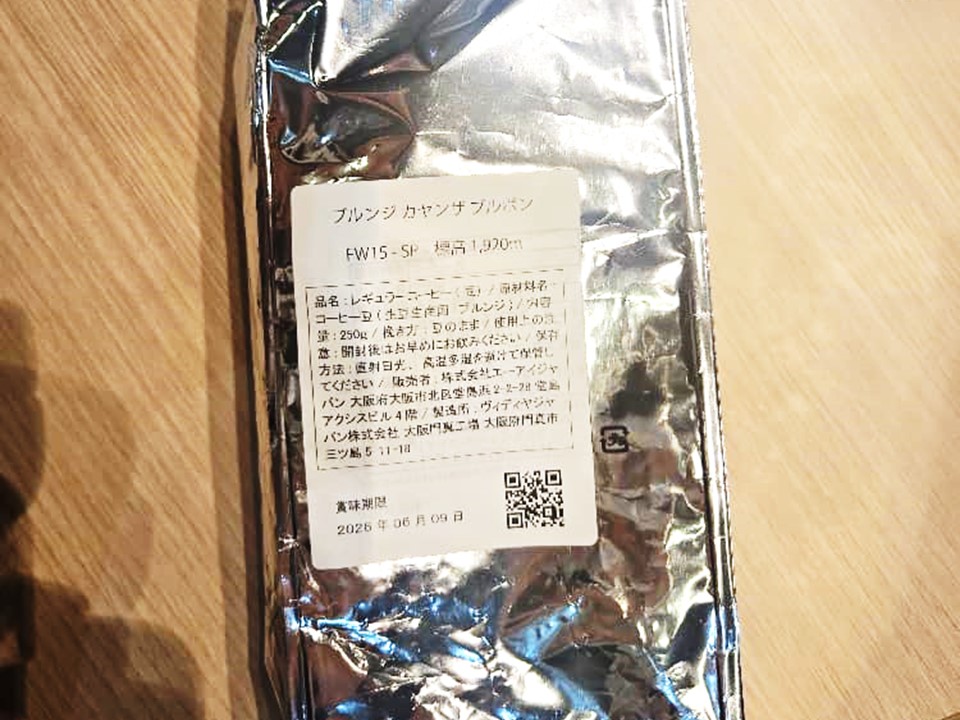 ブルンジ カヤンザ ブルボン
FW15 - SP 標高 1,920m
品名 : レギュラーコーヒー ( 豆 ) / 原材料名 :
コーヒー豆 ( 生豆生産国 : ブルンジ ) / 内容
量 : 250g / 挽き方 : 豆のまま / 使用上の注
意 : 開封後はお早めにお飲みください / 保存
方法 : 直射日光、高温多湿を避けて保管し
てください / 販売者 : 株式会社エーアイジャ
パン 大阪府大阪市北区堂島浜 2-2-28 堂島
アクシスビル 4 階 / 製造所 : ヴィディヤジャ
パン株式会社 大阪門真工場 大阪府門真市
三ツ島 5-11-18
賞味期限
2026 年 06 月 09 日